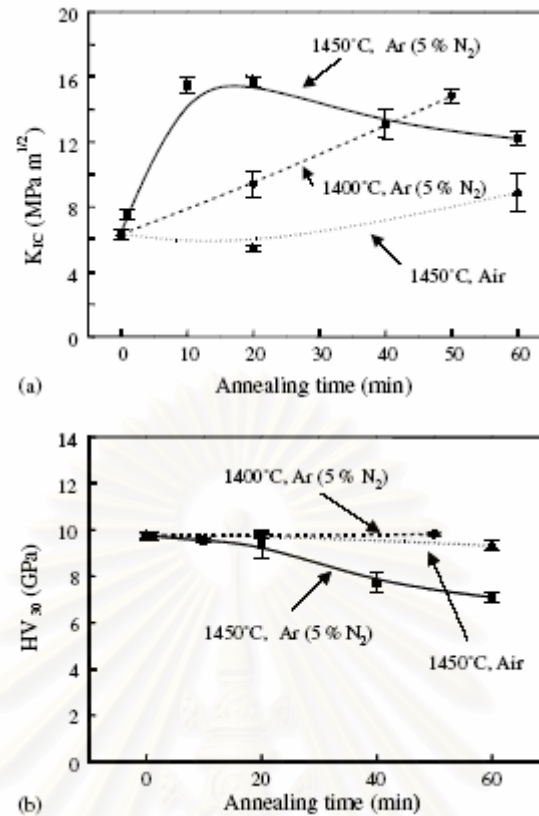 20
16
12
8
4
0
K1C (MPa m^1/2)
1450°C, Ar (5 % N2)
1400°C, Ar (5 % N2)
1450°C, Air
0 10 20 30 40 50 60
(a) Annealing time (min)
14
12
10
8
6
4
2
0
HV30 (GPa)
1400°C, Ar (5 % N2)
1450°C, Ar (5 % N2)
1450°C, Air
0 20 40 60
(b) Annealing time (min)